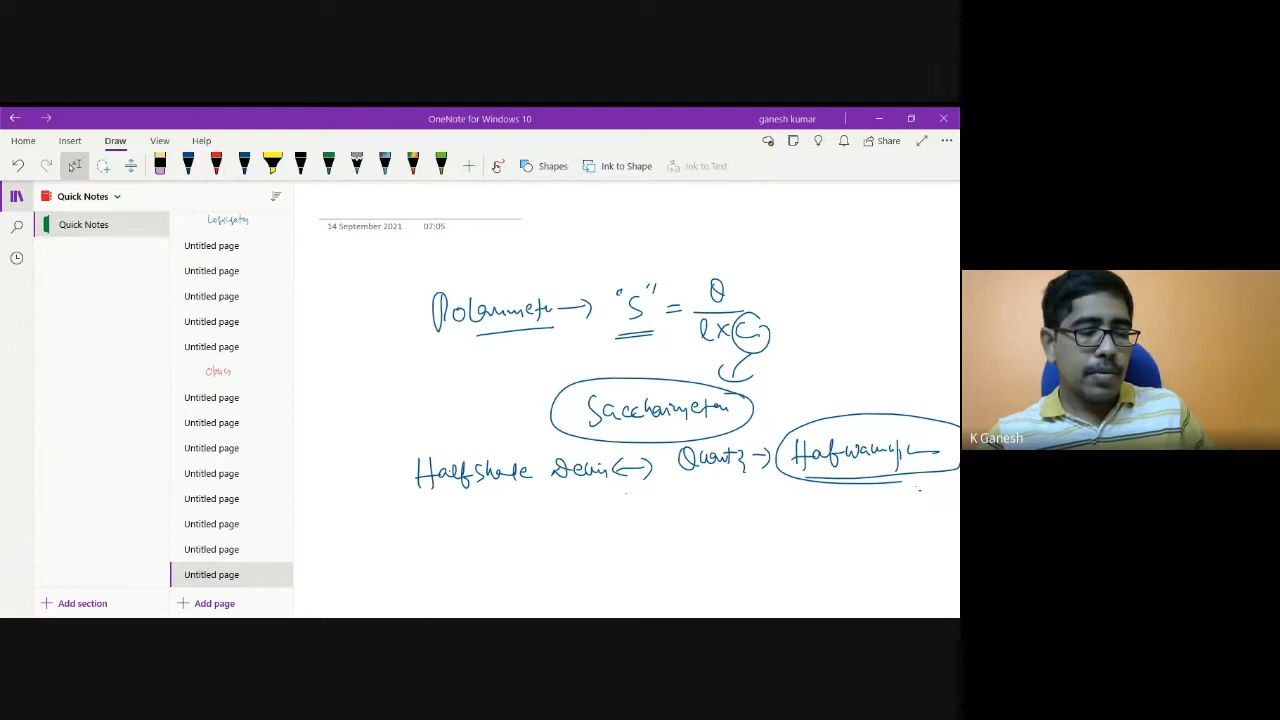 OneNote for Windows 10
ganesh kumar
Home Insert Draw View Help
Share
Shapes Ink to Shape Ink to Text
Quick Notes
Quick Notes
Untitled page
Untitled page
Untitled page
Untitled page
Untitled page
Untitled page
Untitled page
Untitled page
Untitled page
Untitled page
Untitled page
Untitled page
Untitled page
Add section
Add page
14 September 2021 07:05
Polarimeter → "S" = θ / l × C
Saccharimeter
Half shade Devis ↔ Quartz →
K Ganesh